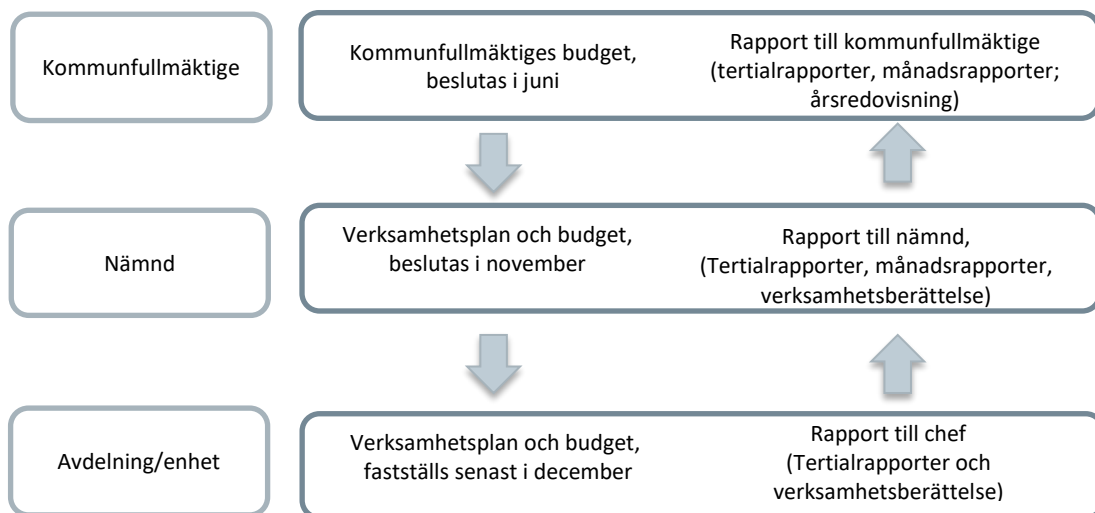 Kommunfullmäktige
Kommunfullmäktiges budget,
beslutas i juni
Rapport till kommunfullmäktige
(tertialrapporter, månadsrapporter;
årsredovisning)
Nämnd
Verksamhetsplan och budget,
beslutas i november
Rapport till nämnd,
(Tertialrapporter, månadsrapporter,
verksamhetsberättelse)
Avdelning/enhet
Verksamhetsplan och budget,
fastställs senast i december
Rapport till chef
(Tertialrapporter och
verksamhetsberättelse)